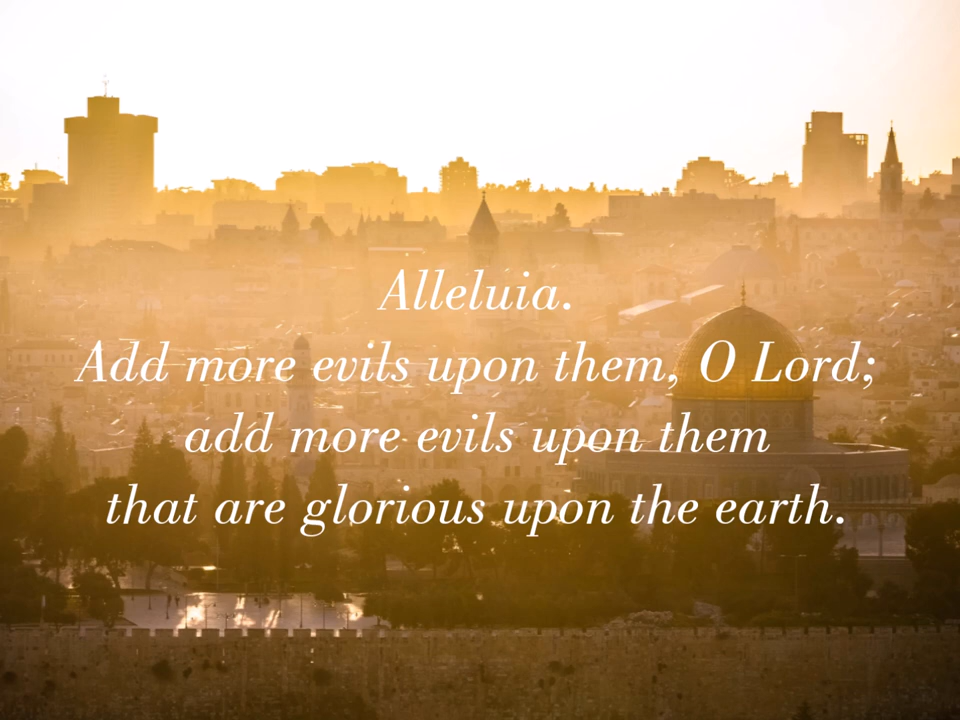 Alleluia.
Add more evils upon them, O Lord;
add more evils upon them
that are glorious upon the earth.